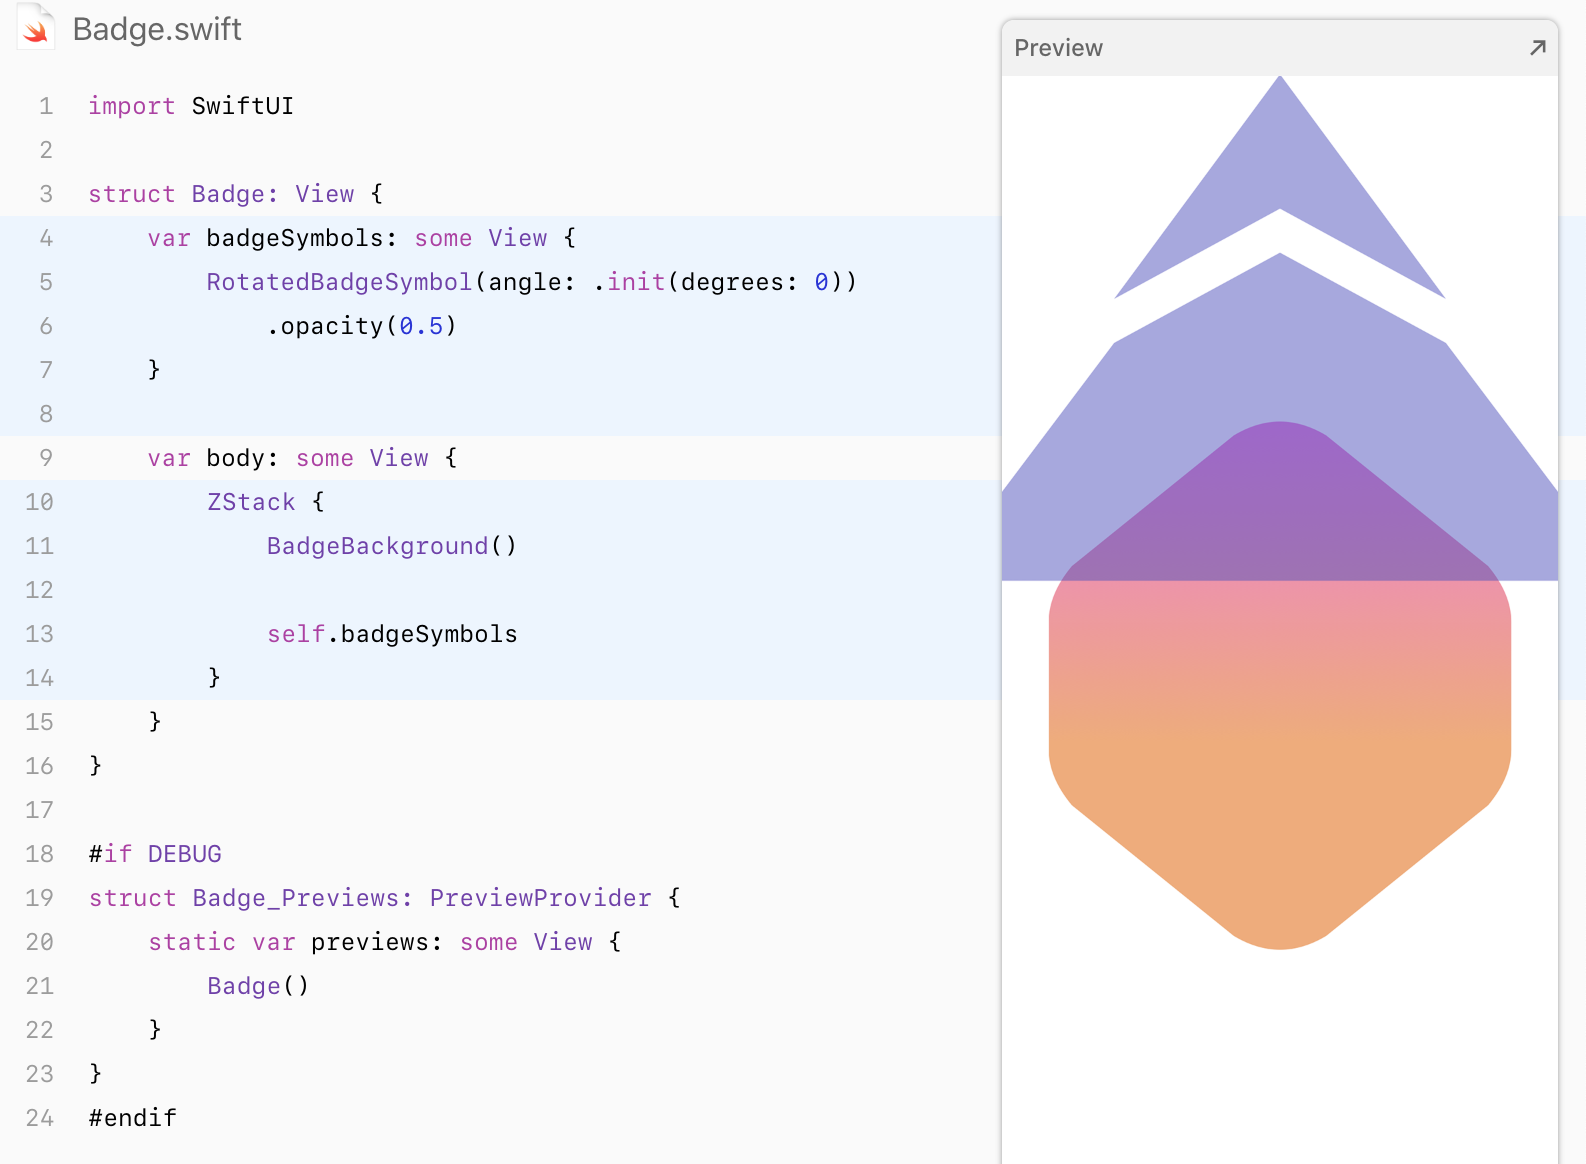 Badge.swift
Preview
1 import SwiftUI
2
3 struct Badge: View {
4     var badgeSymbols: some View {
5         RotatedBadgeSymbol(angle: .init(degrees: 0))
6             .opacity(0.5)
7     }
8
9     var body: some View {
10         ZStack {
11             BadgeBackground()
12
13             self.badgeSymbols
14         }
15     }
16 }
17
18 #if DEBUG
19 struct Badge_Previews: PreviewProvider {
20     static var previews: some View {
21         Badge()
22     }
23 }
24 #endif